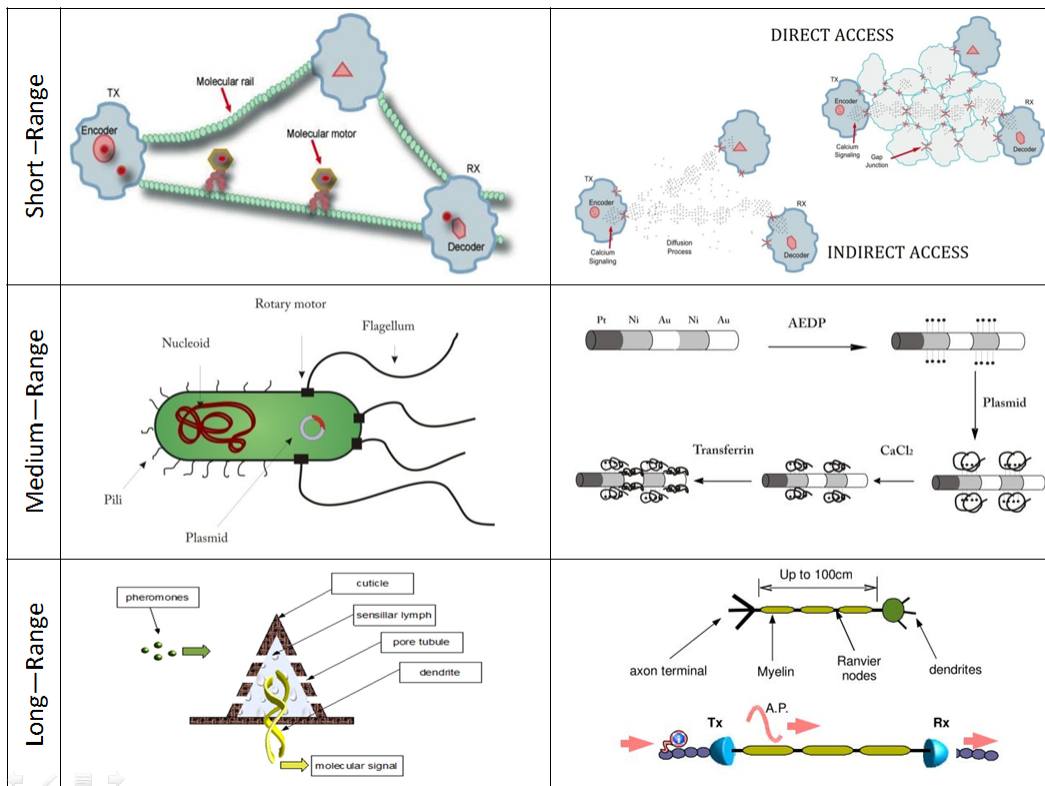 Short –Range
Molecular rail
TX
Encoder
Molecular motor
RX
Decoder
DIRECT ACCESS
TX
Encoder
Calcium
Signaling
Gap
Junction
RX
Decoder
TX
Encoder
Calcium
Signaling
Diffusion
Process
RX
Decoder
INDIRECT ACCESS
Medium—Range
Rotary motor
Flagellum
Nucleoid
Pili
Plasmid
Pt Ni Au Ni Au
AEDP
Plasmid
CaCl₂
Transferrin
Long—Range
pheromones
cuticle
sensillar lymph
pore tubule
dendrite
molecular signal
Up to 100cm
axon terminal
Myelin
Ranvier
nodes
dendrites
Tx
A.P.
Rx